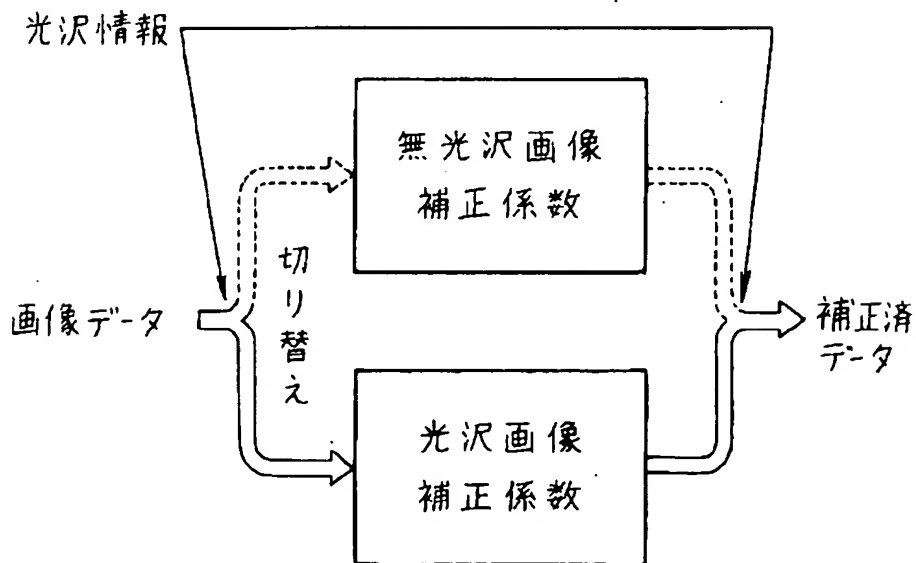 光沢情報
無光沢画像
補正係数
切り替え
画像データ
補正済
データ
光沢画像
補正係数